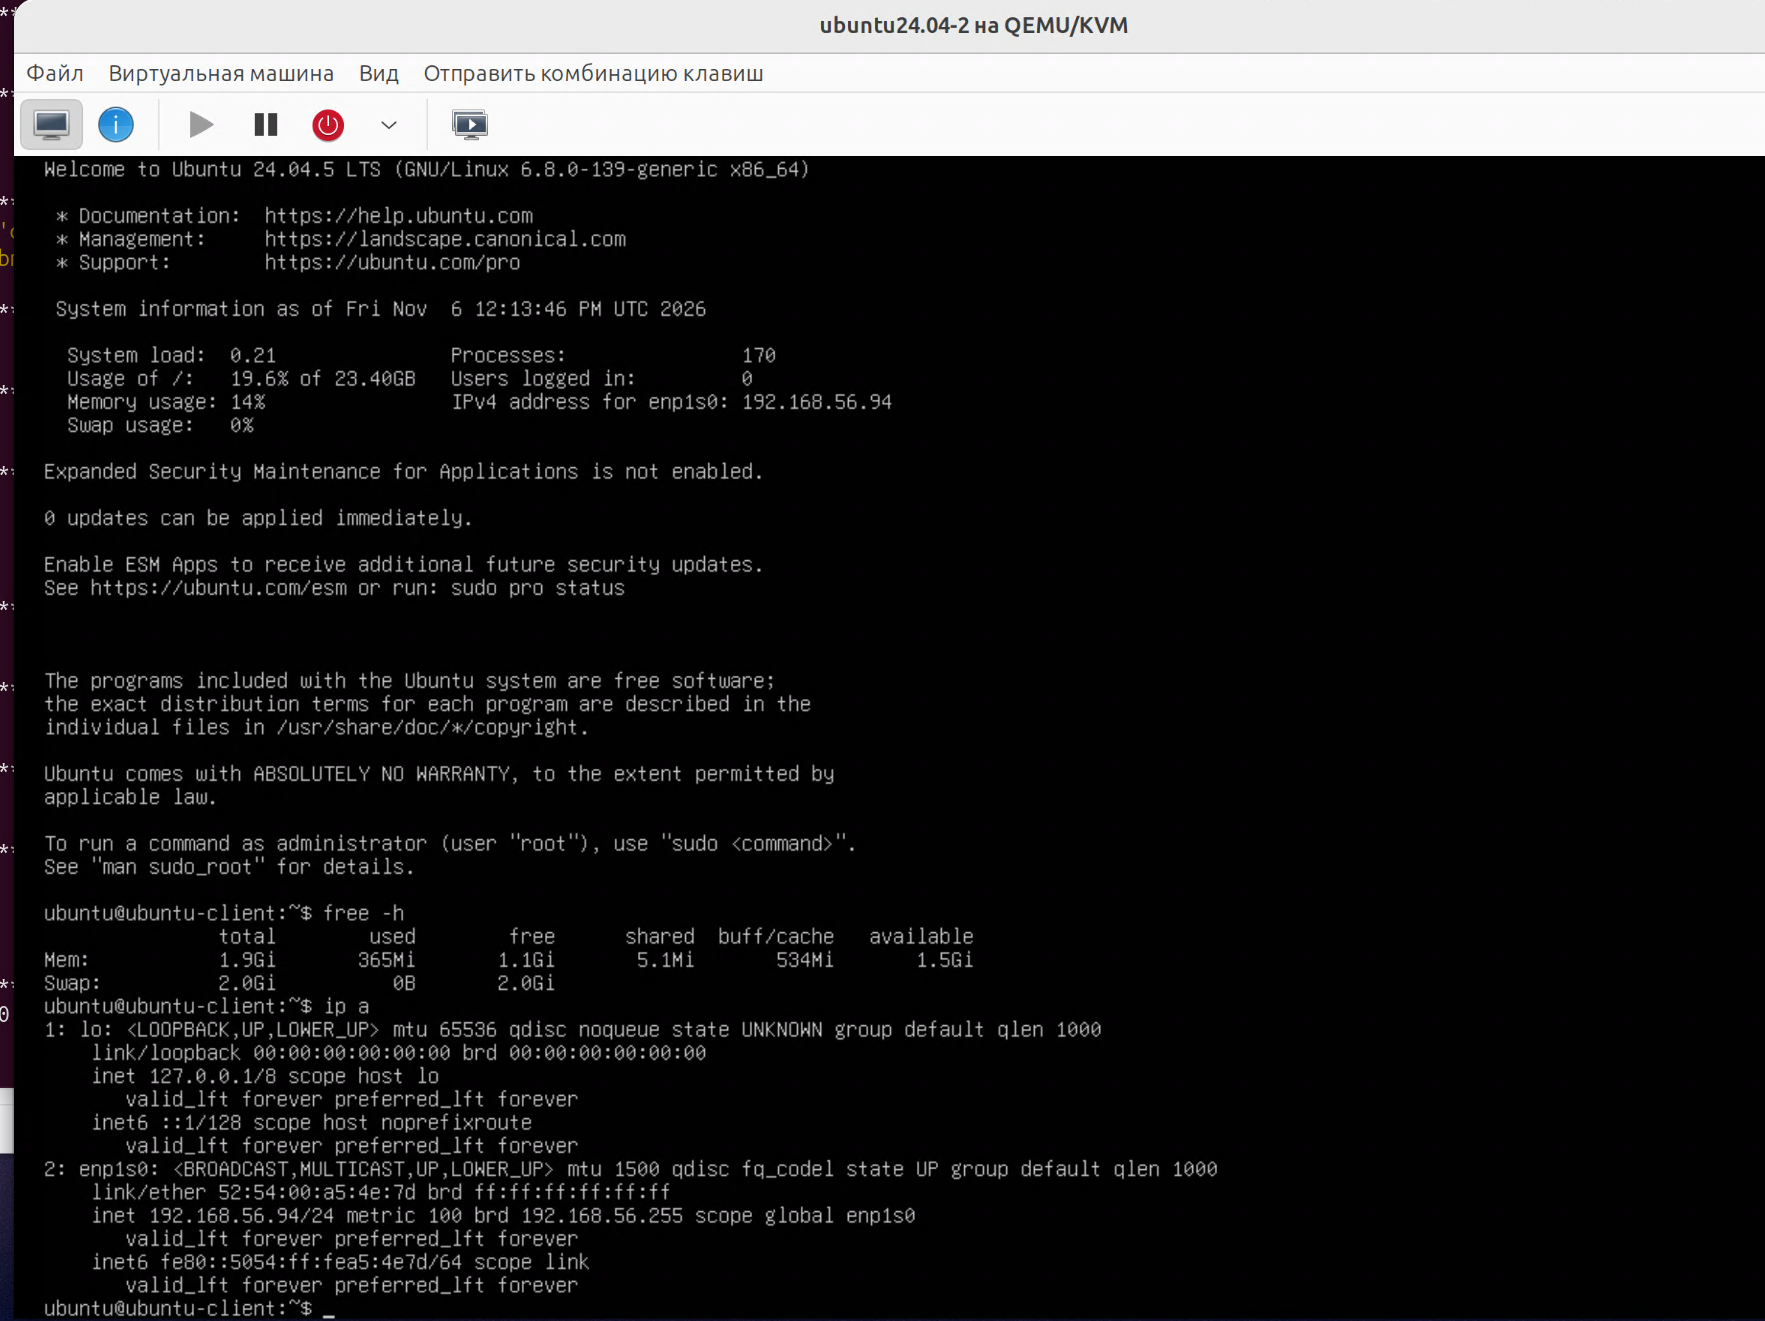 ubuntu24.04-2 на QEMU/KVM
Файл Виртуальная машина Вид Отправить комбинацию клавиш
Welcome to Ubuntu 24.04.5 LTS (GNU/Linux 6.8.0-139-generic x86_64)
* Documentation: https://help.ubuntu.com
* Management: https://landscape.canonical.com
* Support: https://ubuntu.com/pro
System information as of Fri Nov 6 12:13:46 PM UTC 2026
System load: 0.21 Processes: 170
Usage of /: 19.6% of 23.40GB Users logged in: 0
Memory usage: 14% IPv4 address for enp1s0: 192.168.56.94
Swap usage: 0%
Expanded Security Maintenance for Applications is not enabled.
0 updates can be applied immediately.
Enable ESM Apps to receive additional future security updates.
See https://ubuntu.com/esm or run: sudo pro status
The programs included with the Ubuntu system are free software;
the exact distribution terms for each program are described in the
individual files in /usr/share/doc/*/copyright.
Ubuntu comes with ABSOLUTELY NO WARRANTY, to the extent permitted by
applicable law.
To run a command as administrator (user "root"), use "sudo <command>".
See "man sudo_root" for details.
ubuntu@ubuntu-client:~$ free -h
total used free shared buff/cache available
Mem: 1.9Gi 365Mi 1.1Gi 5.1Mi 534Mi 1.5Gi
Swap: 2.0Gi 0B 2.0Gi
ubuntu@ubuntu-client:~$ ip a
1: lo: <LOOPBACK,UP,LOWER_UP> mtu 65536 qdisc noqueue state UNKNOWN group default qlen 1000
link/loopback 00:00:00:00:00:00 brd 00:00:00:00:00:00
inet 127.0.0.1/8 scope host lo
valid_lft forever preferred_lft forever
inet6 ::1/128 scope host noprefixroute
valid_lft forever preferred_lft forever
2: enp1s0: <BROADCAST,MULTICAST,UP,LOWER_UP> mtu 1500 qdisc fq_codel state UP group default qlen 1000
link/ether 52:54:00:a5:4e:7d brd ff:ff:ff:ff:ff:ff
inet 192.168.56.94/24 metric 100 brd 192.168.56.255 scope global enp1s0
valid_lft forever preferred_lft forever
inet6 fe80::5054:ff:fea5:4e7d/64 scope link
valid_lft forever preferred_lft forever
ubuntu@ubuntu-client:~$ _